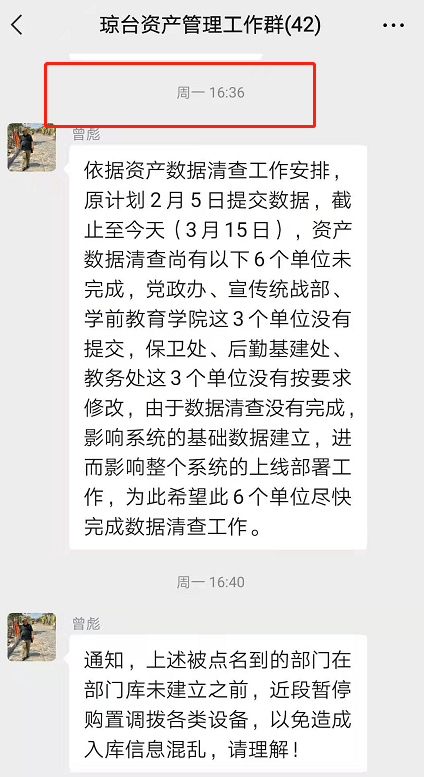 琼台资产管理工作群(42)
周一 16:36
曾彪
依据资产数据清查工作安排，
原计划2月5日提交数据，截
止至今天（3月15日），资产
数据清查尚有以下6个单位未
完成，党政办、宣传统战部、
学前教育学院这3个单位没有
提交，保卫处、后勤基建处、
教务处这3个单位没有按要求
修改，由于数据清查没有完成，
影响系统的基础数据建立，进
而影响整个系统的上线部署工
作，为此希望此6个单位尽快
完成数据清查工作。
周一 16:40
曾彪
通知，上述被点名到的部门在
部门库未建立之前，近段暂停
购置调拨各类设备，以免造成
入库信息混乱，请理解！